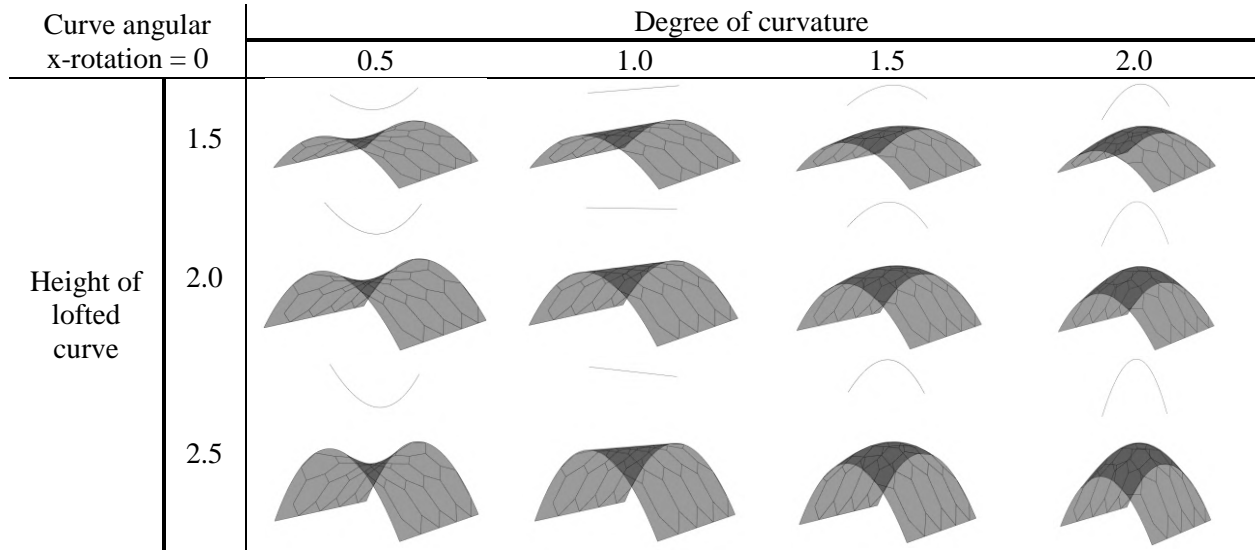 Curve angular
x-rotation = 0
Degree of curvature
0.5 1.0 1.5 2.0
Height of
lofted
curve
1.5
2.0
2.5